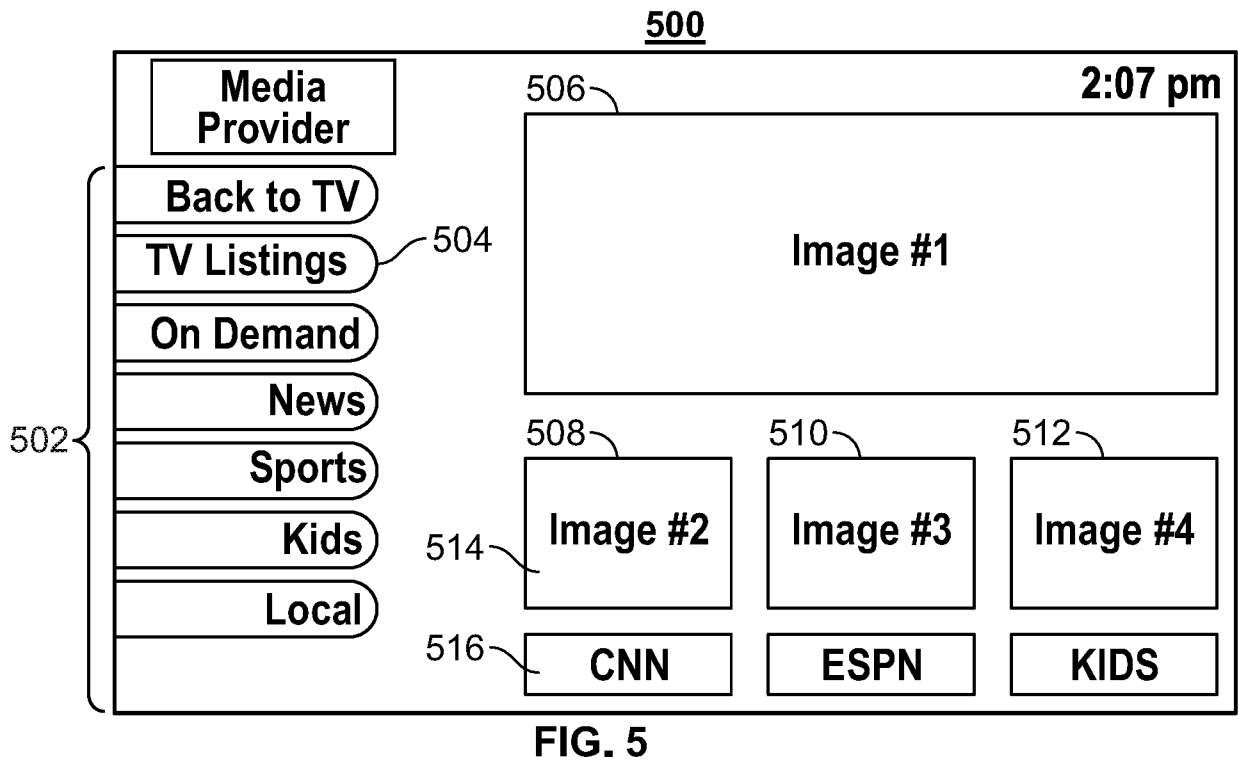 500
Media
Provider
2:07 pm
506
Image #1
502
Back to TV
TV Listings
504
On Demand
News
Sports
Kids
Local
508
510
512
Image #2
Image #3
Image #4
514
516
CNN
ESPN
KIDS
FIG. 5